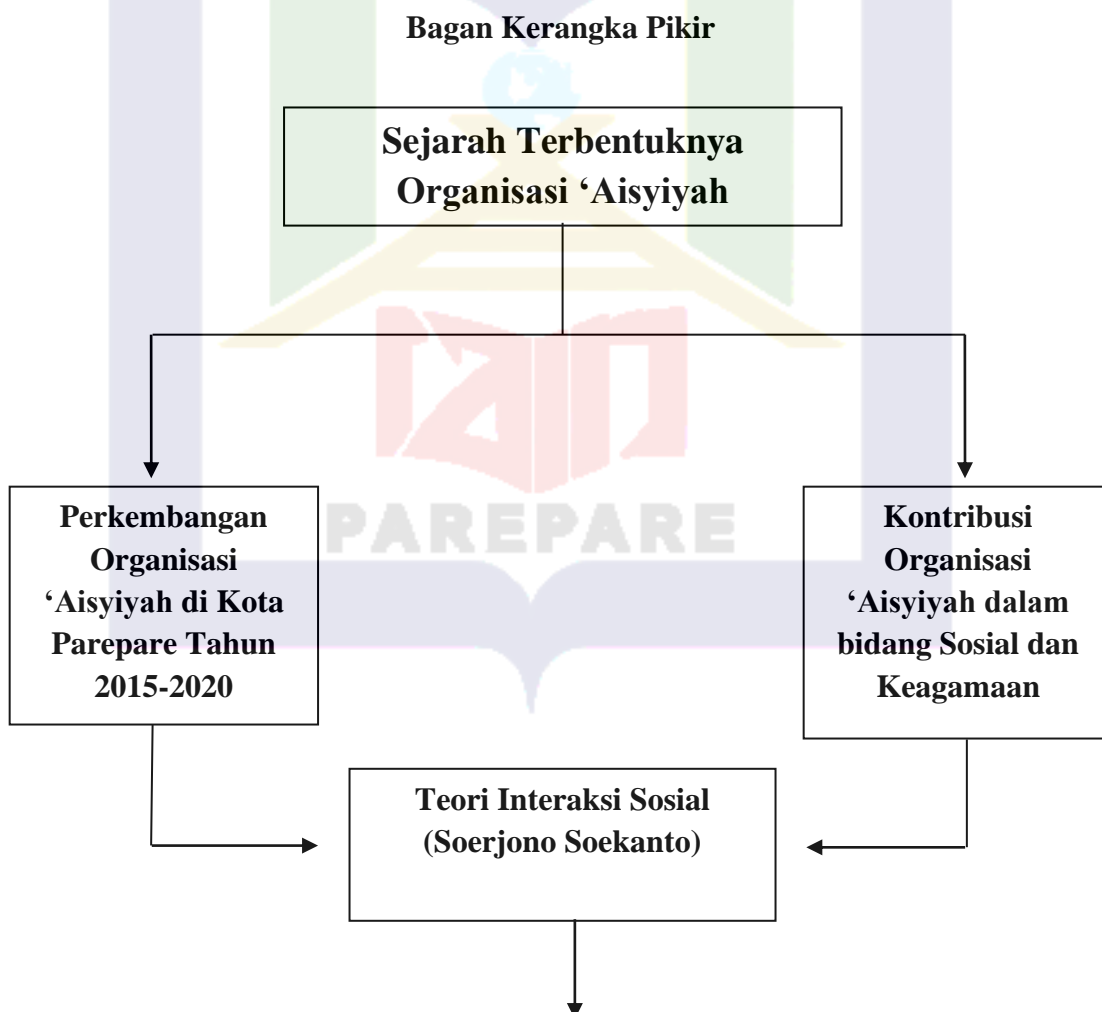 Bagan Kerangka Pikir
Sejarah Terbentuknya
Organisasi ‘Aisyiyah
Perkembangan
Organisasi
‘Aisyiyah di Kota
Parepare Tahun
2015-2020
Kontribusi
Organisasi
‘Aisyiyah dalam
bidang Sosial dan
Keagamaan
Teori Interaksi Sosial
(Soerjono Soekanto)
iain
PAREPARE